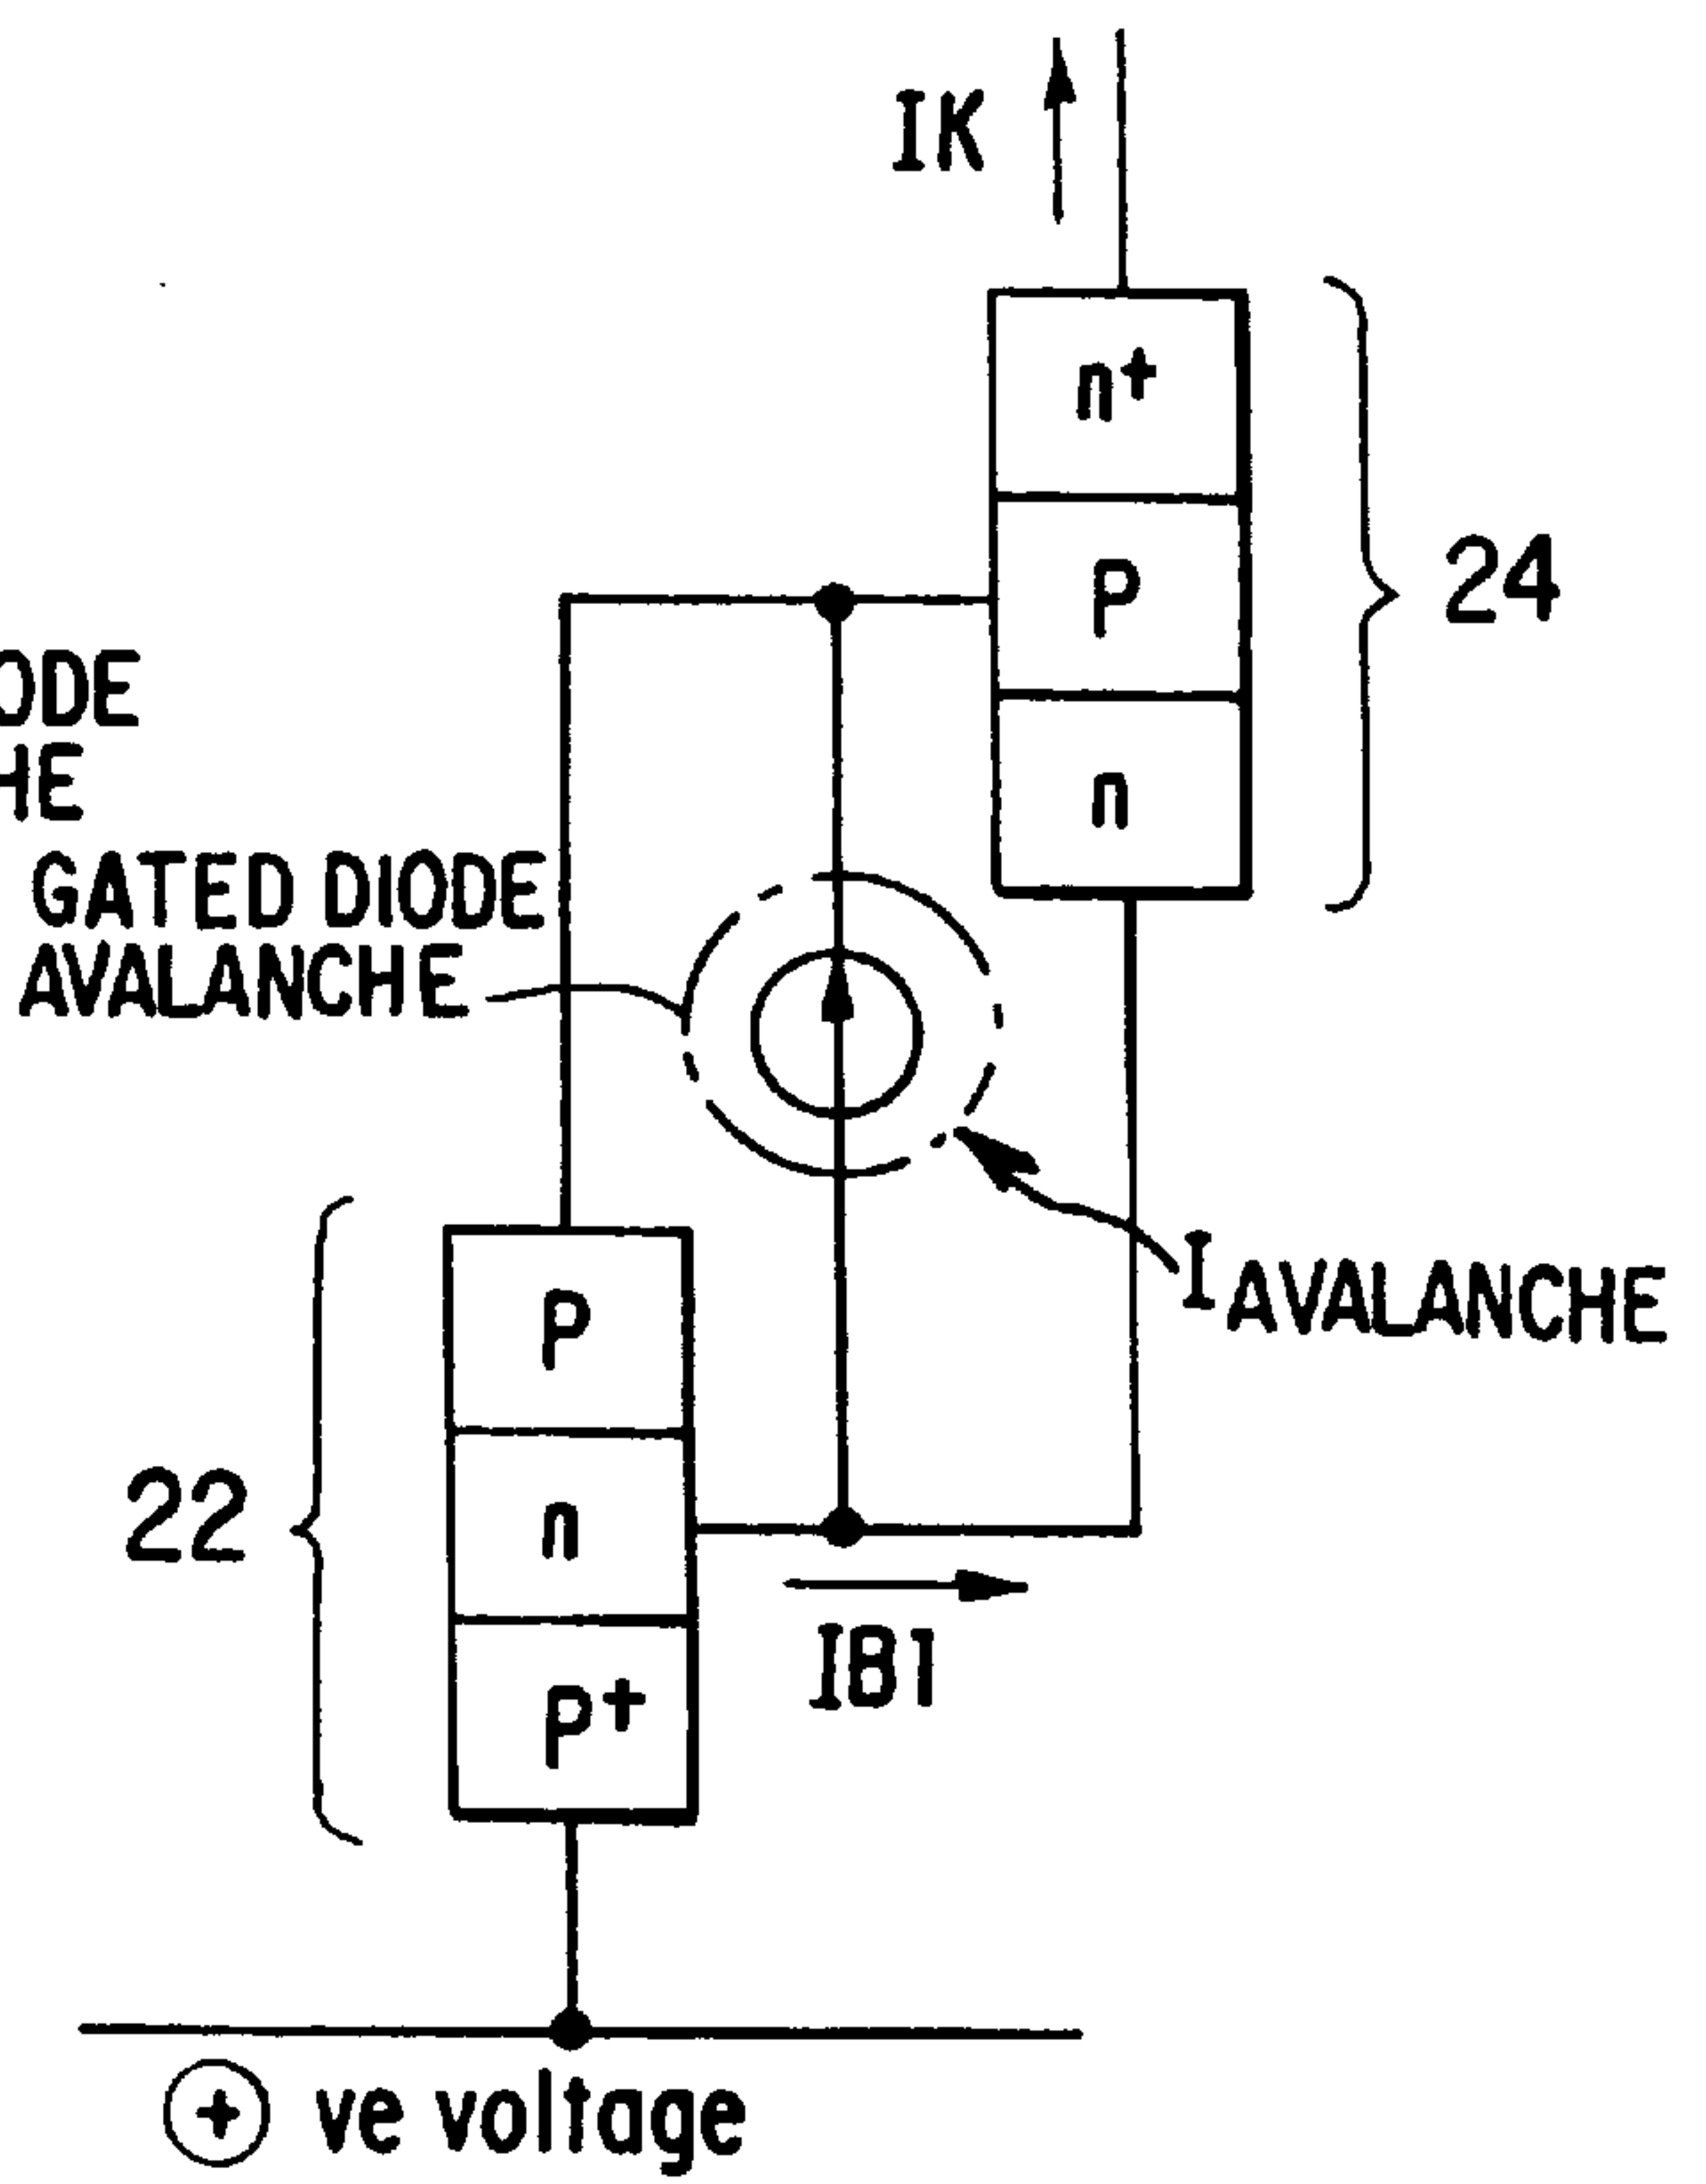 IK
n+
P
24
n
GATED DIODE
AVALANCHE
IAVALANCHE
P
22
n
IB1
P+
+ ve voltage